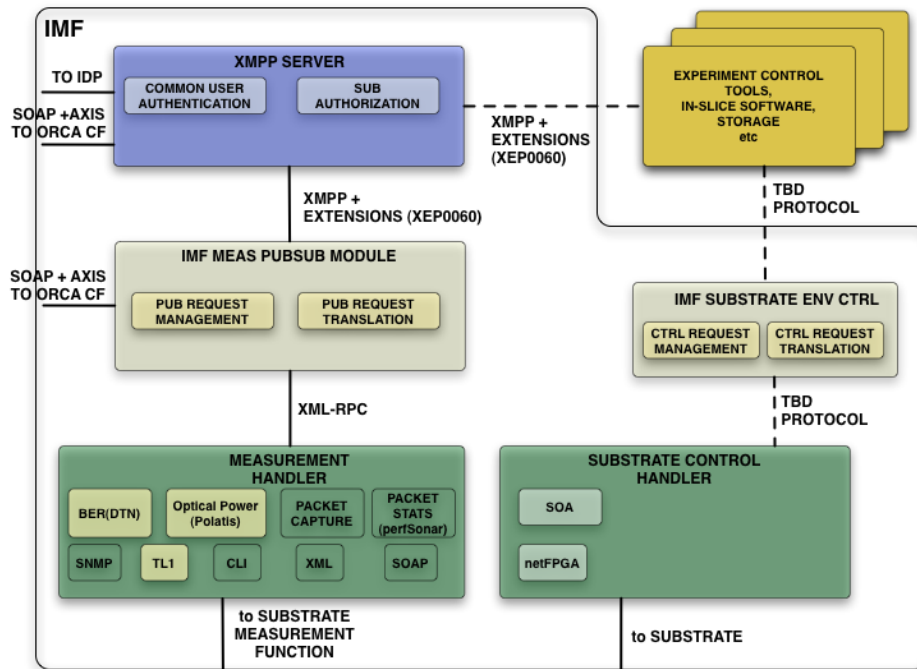 IMF
XMPP SERVER
COMMON USER
AUTHENTICATION
SUB
AUTHORIZATION
TO IDP
SOAP +AXIS
TO ORCA CF
EXPERIMENT CONTROL
TOOLS,
IN-SLICE SOFTWARE,
STORAGE
etc
XMPP +
EXTENSIONS
(XEP0060)
XMPP +
EXTENSIONS (XEP0060)
TBD
PROTOCOL
IMF MEAS PUBSUB MODULE
SOAP + AXIS
TO ORCA CF
PUB REQUEST
MANAGEMENT
PUB REQUEST
TRANSLATION
IMF SUBSTRATE ENV CTRL
CTRL REQUEST
MANAGEMENT
CTRL REQUEST
TRANSLATION
XML-RPC
TBD
PROTOCOL
MEASUREMENT
HANDLER
BER(DTN)
Optical Power
(Polatis)
PACKET
CAPTURE
PACKET
STATS
(perfSonar)
SNMP
TL1
CLI
XML
SOAP
SUBSTRATE CONTROL
HANDLER
SOA
netFPGA
to SUBSTRATE
MEASUREMENT
FUNCTION
to SUBSTRATE